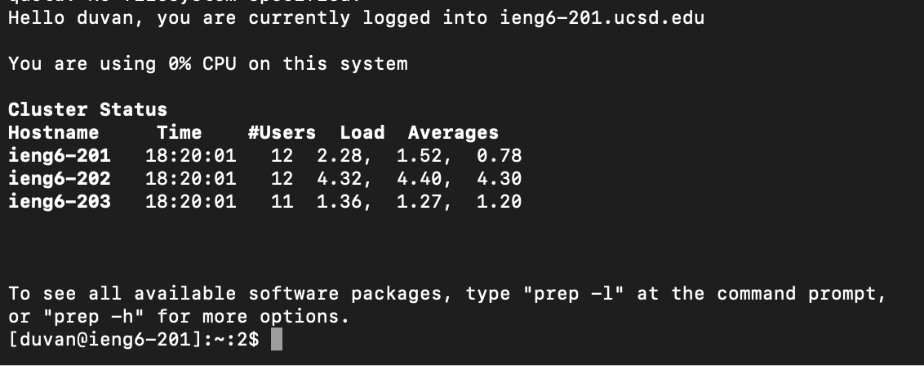 Hello duvan, you are currently logged into ieng6-201.ucsd.edu
You are using 0% CPU on this system
Cluster Status
Hostname Time #Users Load Averages
ieng6-201 18:20:01 12 2.28, 1.52, 0.78
ieng6-202 18:20:01 12 4.32, 4.40, 4.30
ieng6-203 18:20:01 11 1.36, 1.27, 1.20
To see all available software packages, type "prep -l" at the command prompt,
or "prep -h" for more options.
[duvan@ieng6-201]:~:2$